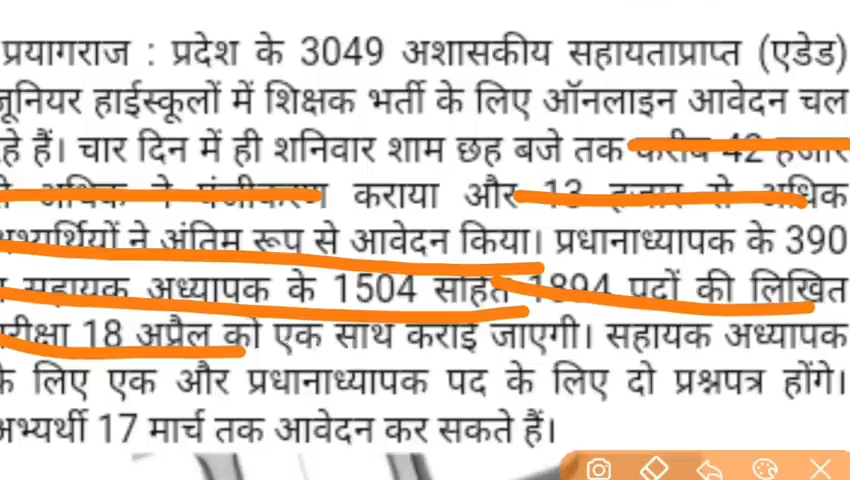 प्रयागराज : प्रदेश के 3049 अशासकीय सहायताप्राप्त (एडेड)
जूनियर हाईस्कूलों में शिक्षक भर्ती के लिए ऑनलाइन आवेदन चल
रहे हैं। चार दिन में ही शनिवार शाम छह बजे तक करीब 42 हजार
से अधिक ने पंजीकरण कराया और 13 हजार से अधिक
अभ्यर्थियों ने अंतिम रूप से आवेदन किया। प्रधानाध्यापक के 390
व सहायक अध्यापक के 1504 सहित 1894 पदों की लिखित
परीक्षा 18 अप्रैल को एक साथ कराई जाएगी। सहायक अध्यापक
के लिए एक और प्रधानाध्यापक पद के लिए दो प्रश्नपत्र होंगे।
अभ्यर्थी 17 मार्च तक आवेदन कर सकते हैं।